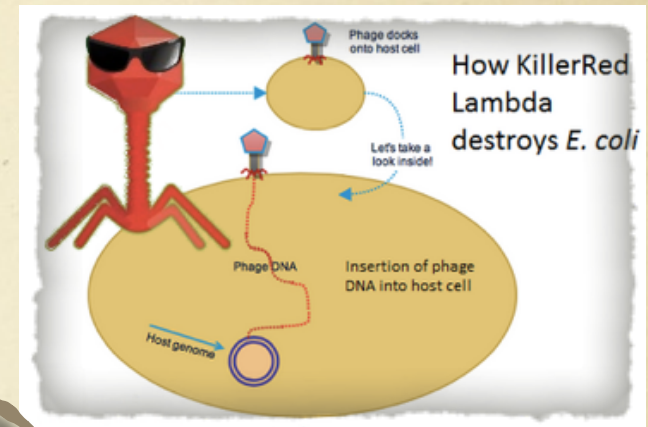 How KillerRed
Lambda
destroys E. coli
Phage docks
onto host cell
Let's take a
look inside!
Phage DNA
Insertion of phage
DNA into host cell
Host genome